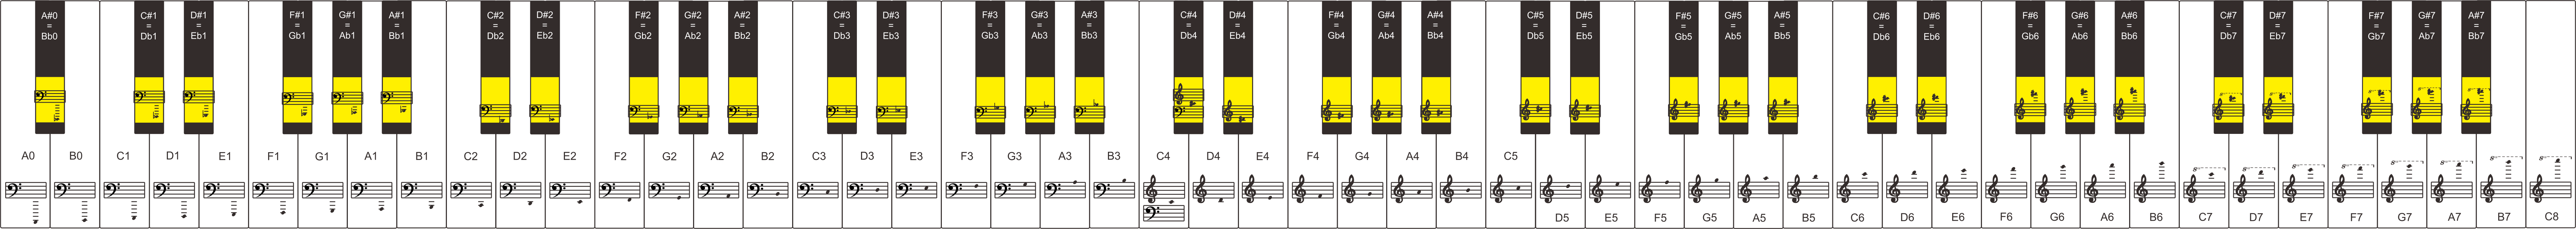 A#0
=
Bb0
C#1
=
Db1
D#1
=
Eb1
F#1
=
Gb1
G#1
=
Ab1
A#1
=
Bb1
C#2
=
Db2
D#2
=
Eb2
F#2
=
Gb2
G#2
=
Ab2
A#2
=
Bb2
C#3
=
Db3
D#3
=
Eb3
F#3
=
Gb3
G#3
=
Ab3
A#3
=
Bb3
C#4
=
Db4
D#4
=
Eb4
F#4
=
Gb4
G#4
=
Ab4
A#4
=
Bb4
C#5
=
Db5
D#5
=
Eb5
F#5
=
Gb5
G#5
=
Ab5
A#5
=
Bb5
C#6
=
Db6
D#6
=
Eb6
F#6
=
Gb6
G#6
=
Ab6
A#6
=
Bb6
C#7
=
Db7
D#7
=
Eb7
F#7
=
Gb7
G#7
=
Ab7
A#7
=
Bb7
A0
B0
C1
D1
E1
F1
G1
A1
B1
C2
D2
E2
F2
G2
A2
B2
C3
D3
E3
F3
G3
A3
B3
C4
D4
E4
F4
G4
A4
B4
C5
D5
E5
F5
G5
A5
B5
C6
D6
E6
F6
G6
A6
B6
C7
D7
E7
F7
G7
A7
B7
C8